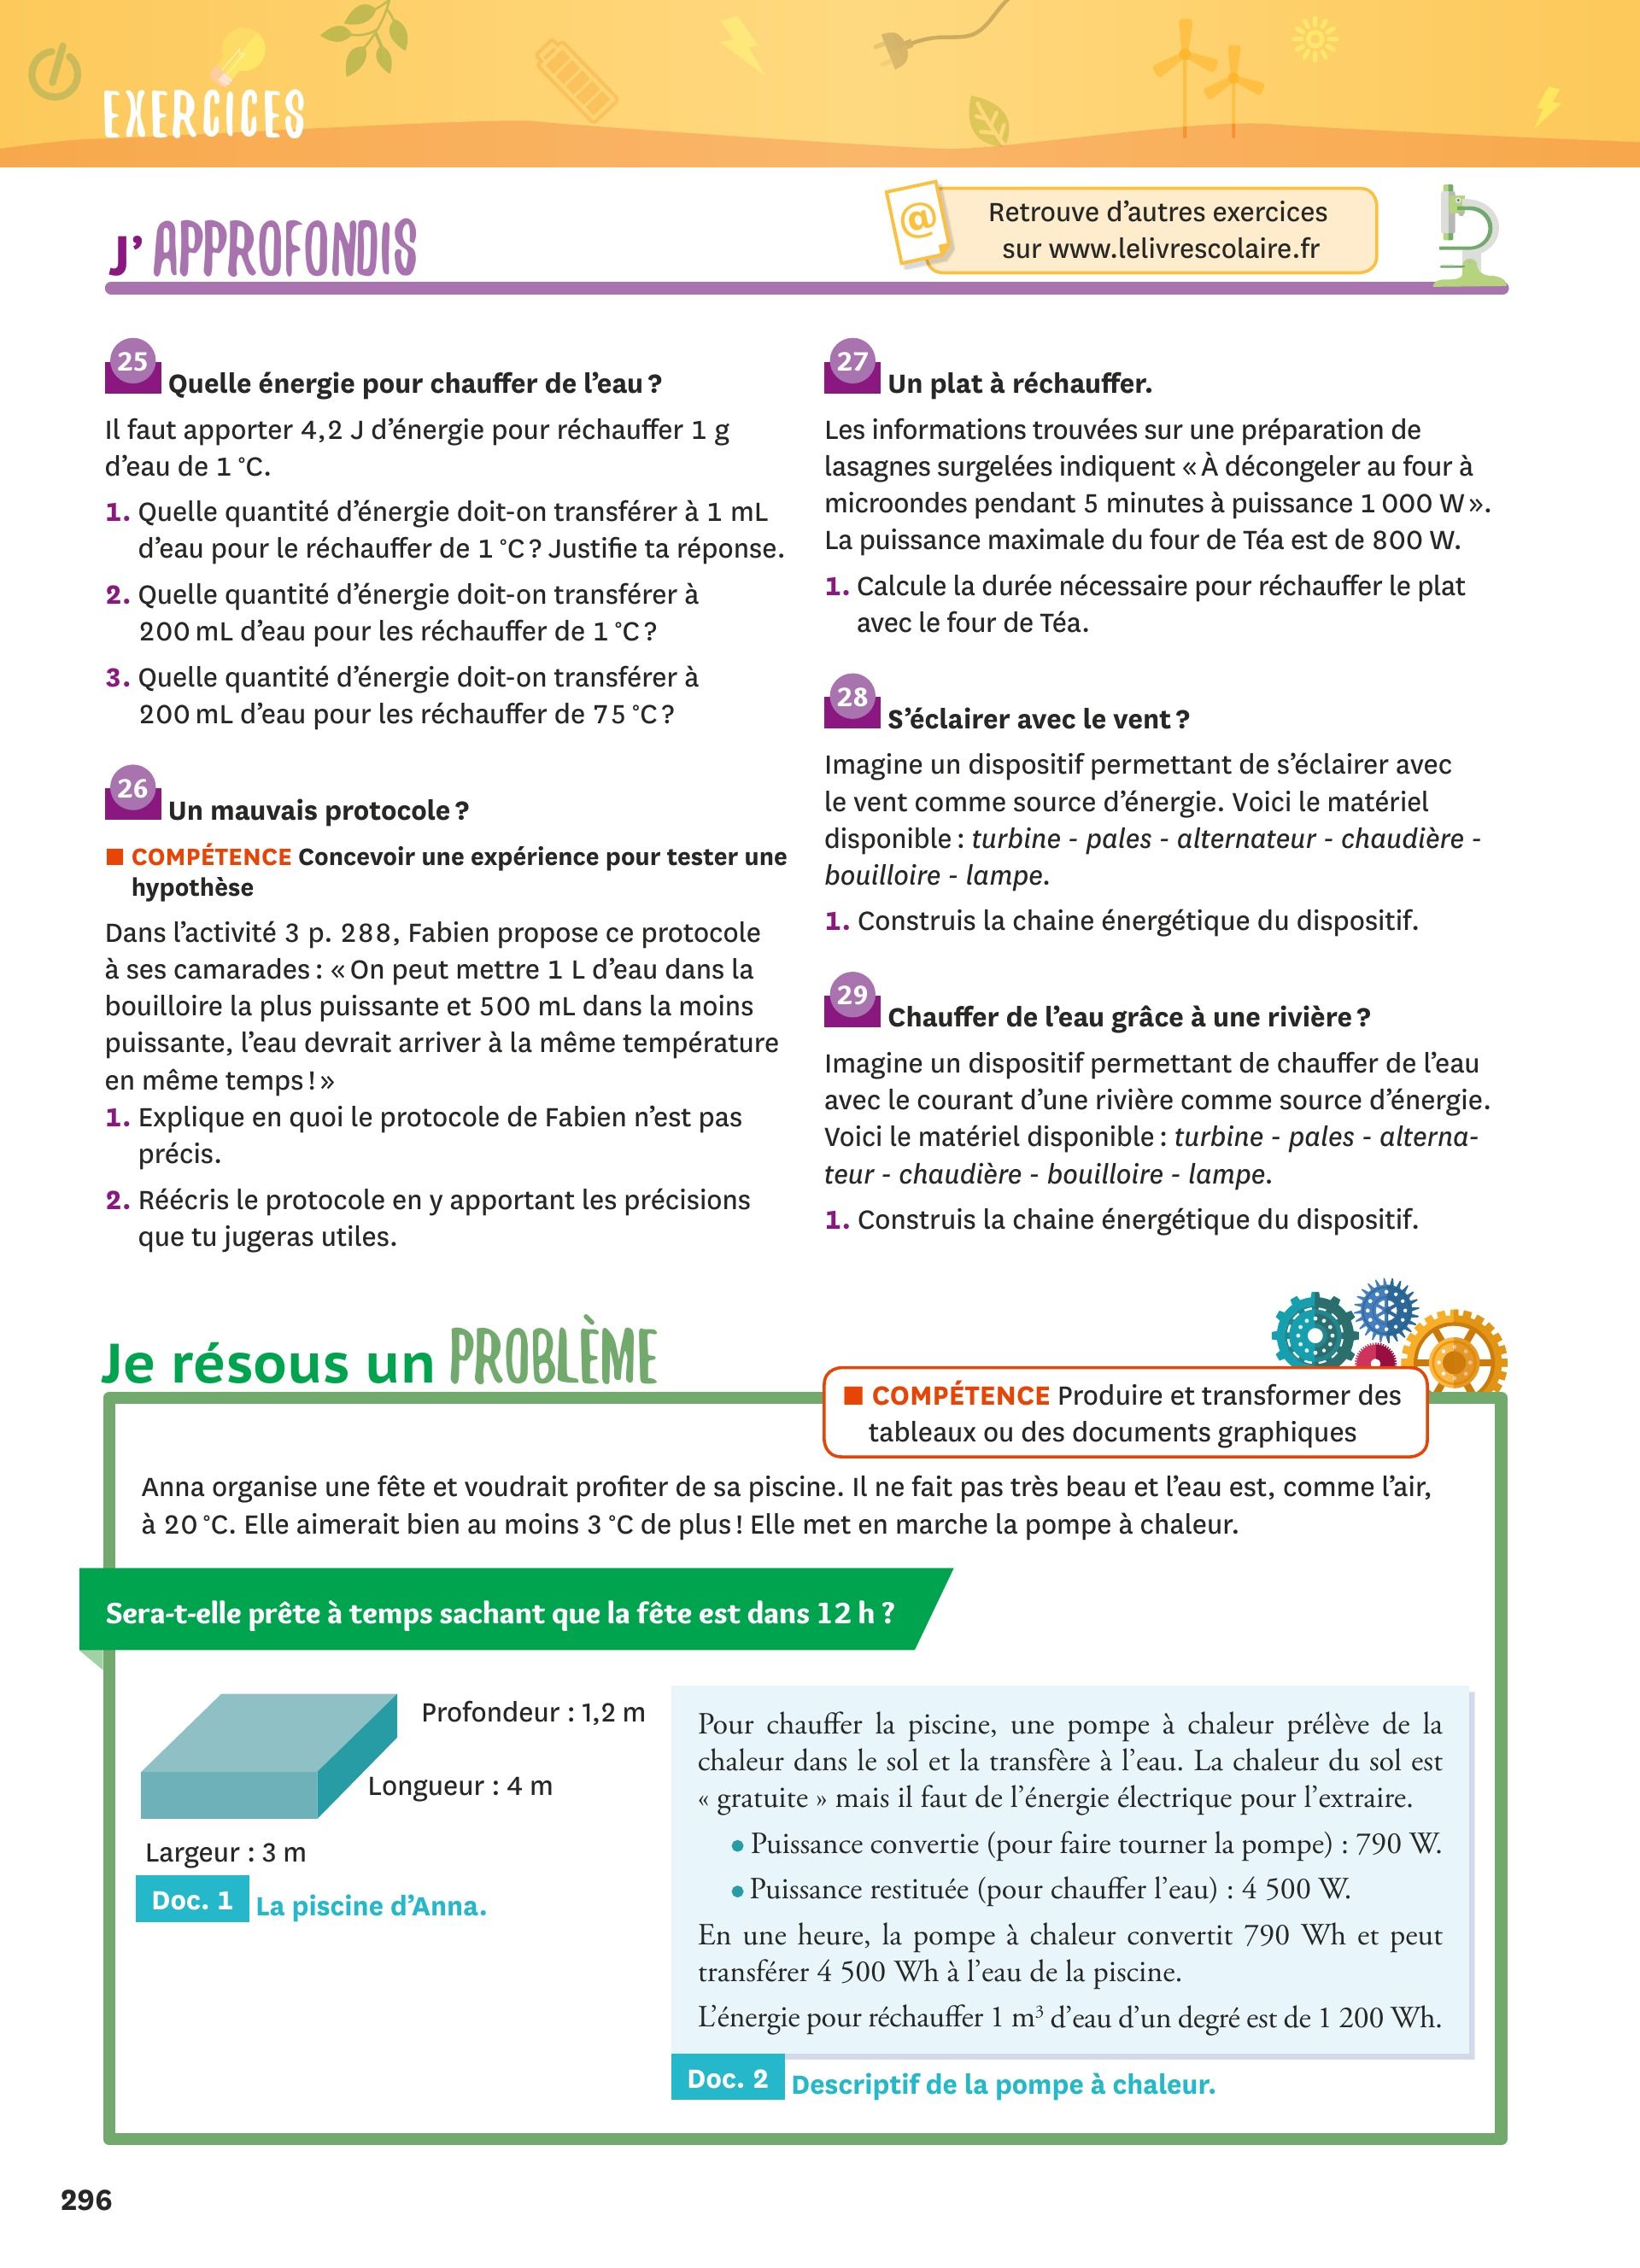 EXERCICES
J' APPROFONDIS
@
Retrouve d'autres exercices
sur www.lelivrescolaire.fr
25 Quelle énergie pour chauffer de l'eau ?
Il faut apporter 4,2 J d'énergie pour réchauffer 1 g
d'eau de 1 °C.
1. Quelle quantité d'énergie doit-on transférer à 1 mL
d'eau pour le réchauffer de 1 °C ? Justifie ta réponse.
2. Quelle quantité d'énergie doit-on transférer à
200 mL d'eau pour les réchauffer de 1 °C ?
3. Quelle quantité d'énergie doit-on transférer à
200 mL d'eau pour les réchauffer de 75 °C ?
26 Un mauvais protocole ?
COMPÉTENCE Concevoir une expérience pour tester une
hypothèse
Dans l'activité 3 p. 288, Fabien propose ce protocole
à ses camarades : « On peut mettre 1 L d'eau dans la
bouilloire la plus puissante et 500 mL dans la moins
puissante, l'eau devrait arriver à la même température
en même temps ! »
1. Explique en quoi le protocole de Fabien n'est pas
précis.
2. Réécris le protocole en y apportant les précisions
que tu jugeras utiles.
27 Un plat à réchauffer.
Les informations trouvées sur une préparation de
lasagnes surgelées indiquent « À décongeler au four à
microondes pendant 5 minutes à puissance 1 000 W ».
La puissance maximale du four de Téa est de 800 W.
1. Calcule la durée nécessaire pour réchauffer le plat
avec le four de Téa.
28 S'éclairer avec le vent ?
Imagine un dispositif permettant de s'éclairer avec
le vent comme source d'énergie. Voici le matériel
disponible : turbine - pales - alternateur - chaudière -
bouilloire - lampe.
1. Construis la chaine énergétique du dispositif.
29 Chauffer de l'eau grâce à une rivière ?
Imagine un dispositif permettant de chauffer de l'eau
avec le courant d'une rivière comme source d'énergie.
Voici le matériel disponible : turbine - pales - alterna-
teur - chaudière - bouilloire - lampe.
1. Construis la chaine énergétique du dispositif.
Je résous un PROBLÈME
COMPÉTENCE Produire et transformer des
tableaux ou des documents graphiques
Anna organise une fête et voudrait profiter de sa piscine. Il ne fait pas très beau et l'eau est, comme l'air,
à 20 °C. Elle aimerait bien au moins 3 °C de plus ! Elle met en marche la pompe à chaleur.
Sera-t-elle prête à temps sachant que la fête est dans 12 h ?
Profondeur : 1,2 m
Longueur : 4 m
Largeur : 3 m
Doc. 1 La piscine d'Anna.
Pour chauffer la piscine, une pompe à chaleur prélève de la
chaleur dans le sol et la transfère à l'eau. La chaleur du sol est
« gratuite » mais il faut de l'énergie électrique pour l'extraire.
• Puissance convertie (pour faire tourner la pompe) : 790 W.
• Puissance restituée (pour chauffer l'eau) : 4 500 W.
En une heure, la pompe à chaleur convertit 790 Wh et peut
transférer 4 500 Wh à l'eau de la piscine.
L'énergie pour réchauffer 1 m³ d'eau d'un degré est de 1 200 Wh.
Doc. 2 Descriptif de la pompe à chaleur.
296